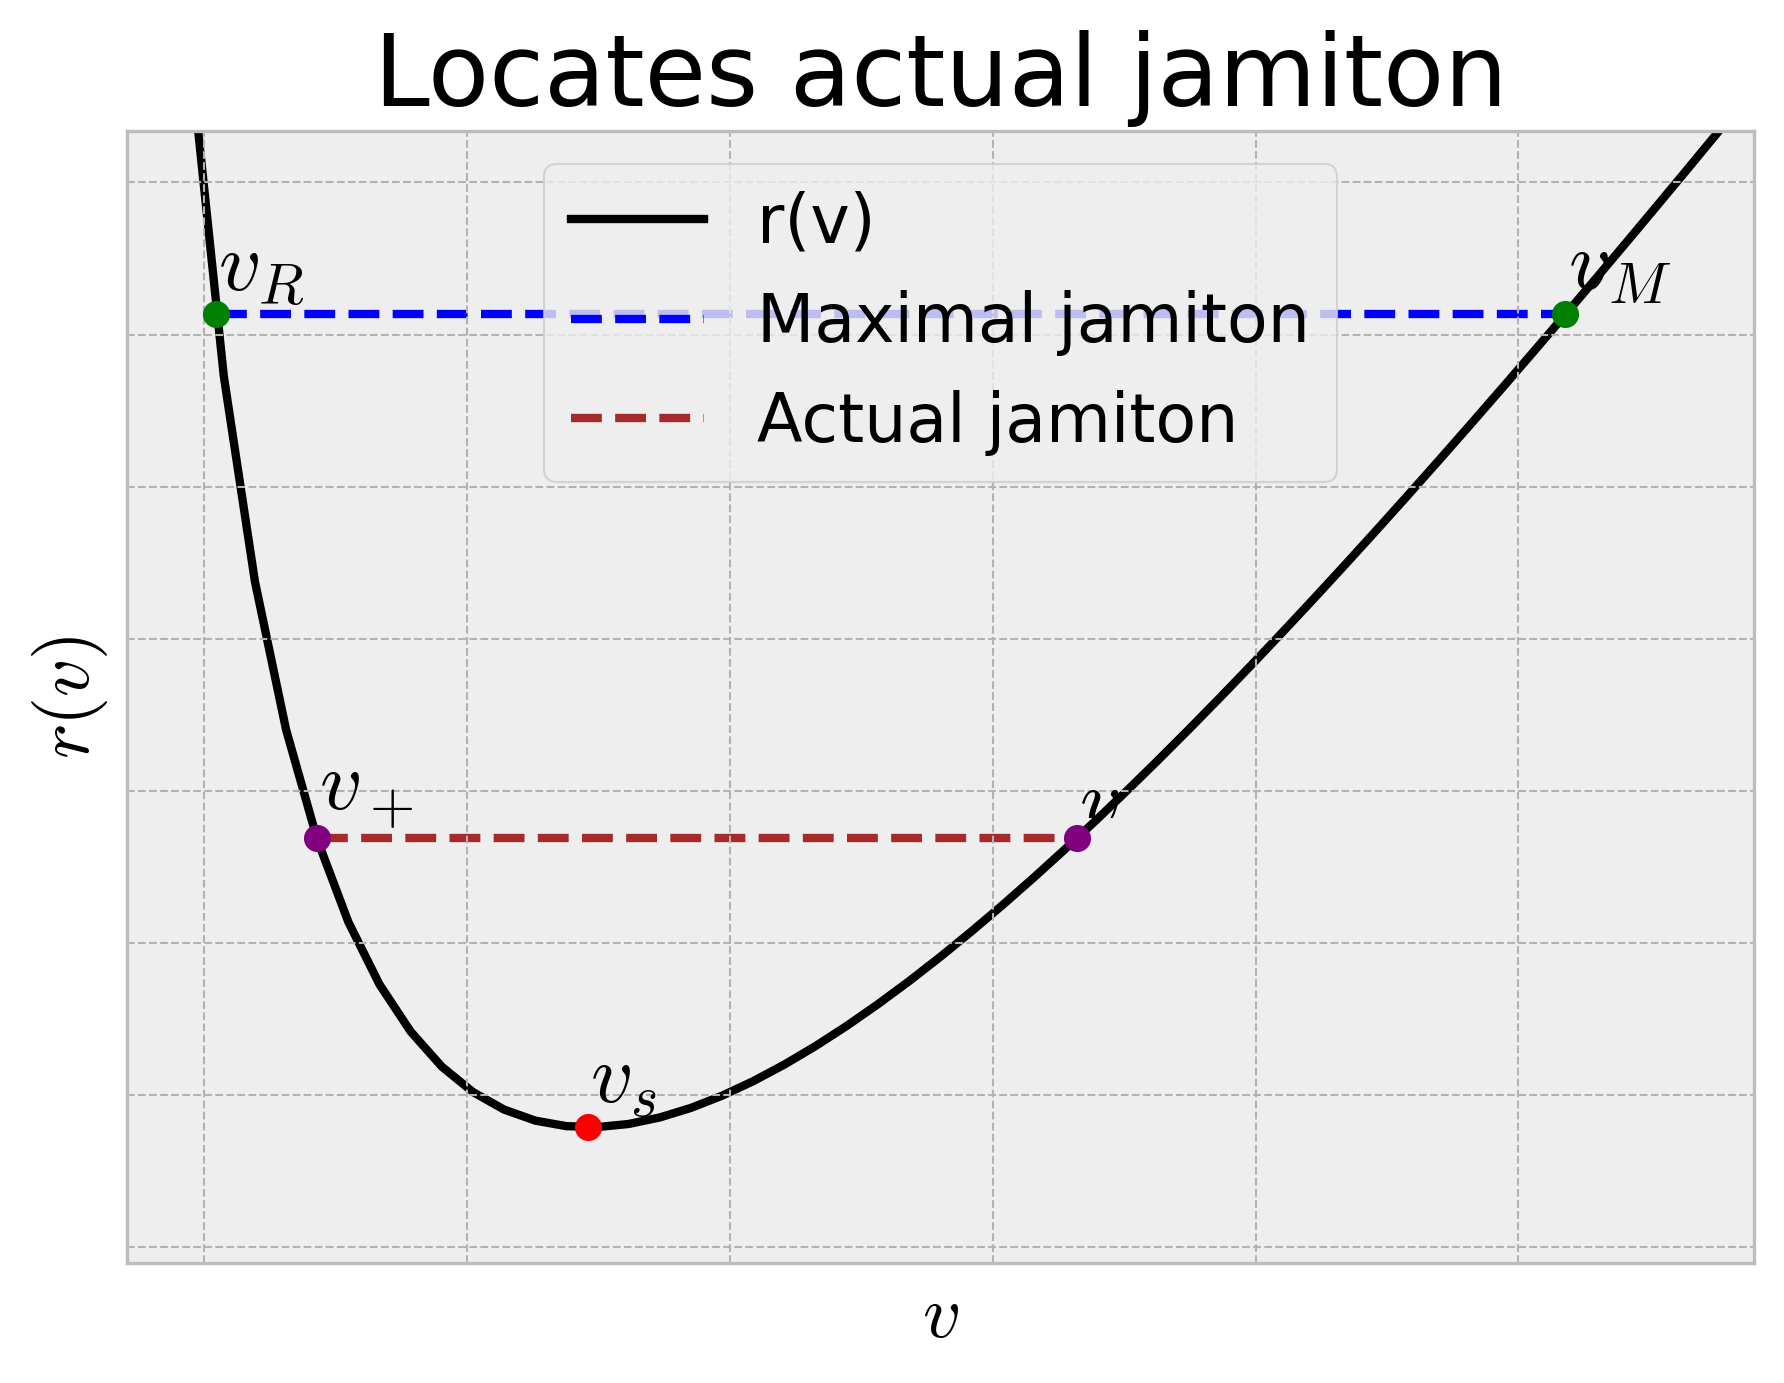 Locates actual jamiton
r(v)
Maximal jamiton
Actual jamiton
v_R
v_M
v_+
v
v_s
r(v)
v